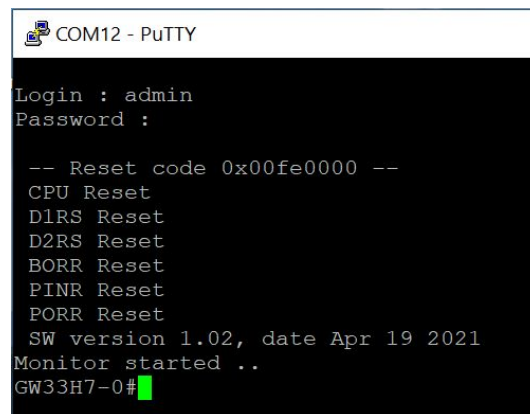 COM12 - PuTTY
Login : admin
Password :
-- Reset code 0x00fe0000 --
CPU Reset
D1RS Reset
D2RS Reset
BORR Reset
PINR Reset
PORR Reset
SW version 1.02, date Apr 19 2021
Monitor started ..
GW33H7-0#